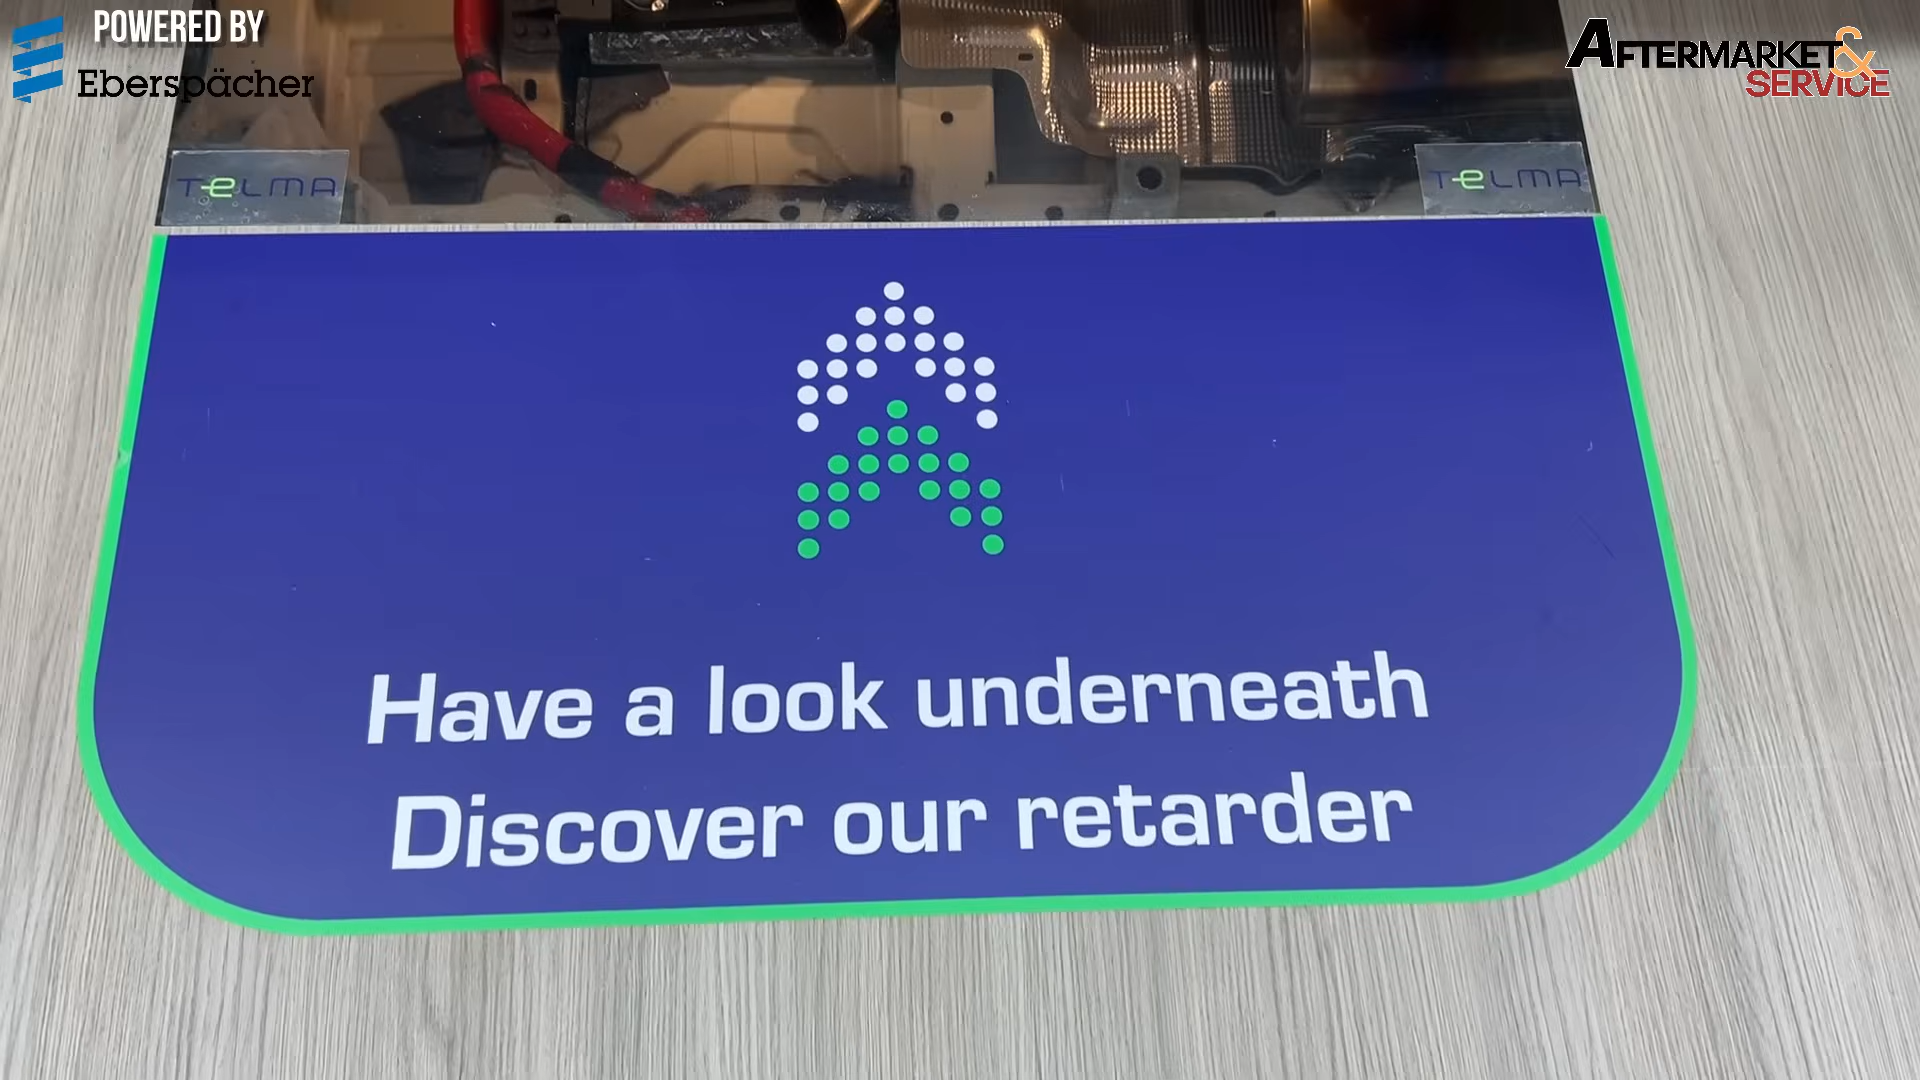 POWERED BY
Eberspächer
AFTERMARKET &
SERVICE
TELMA
TELMA
Have a look underneath
Discover our retarder